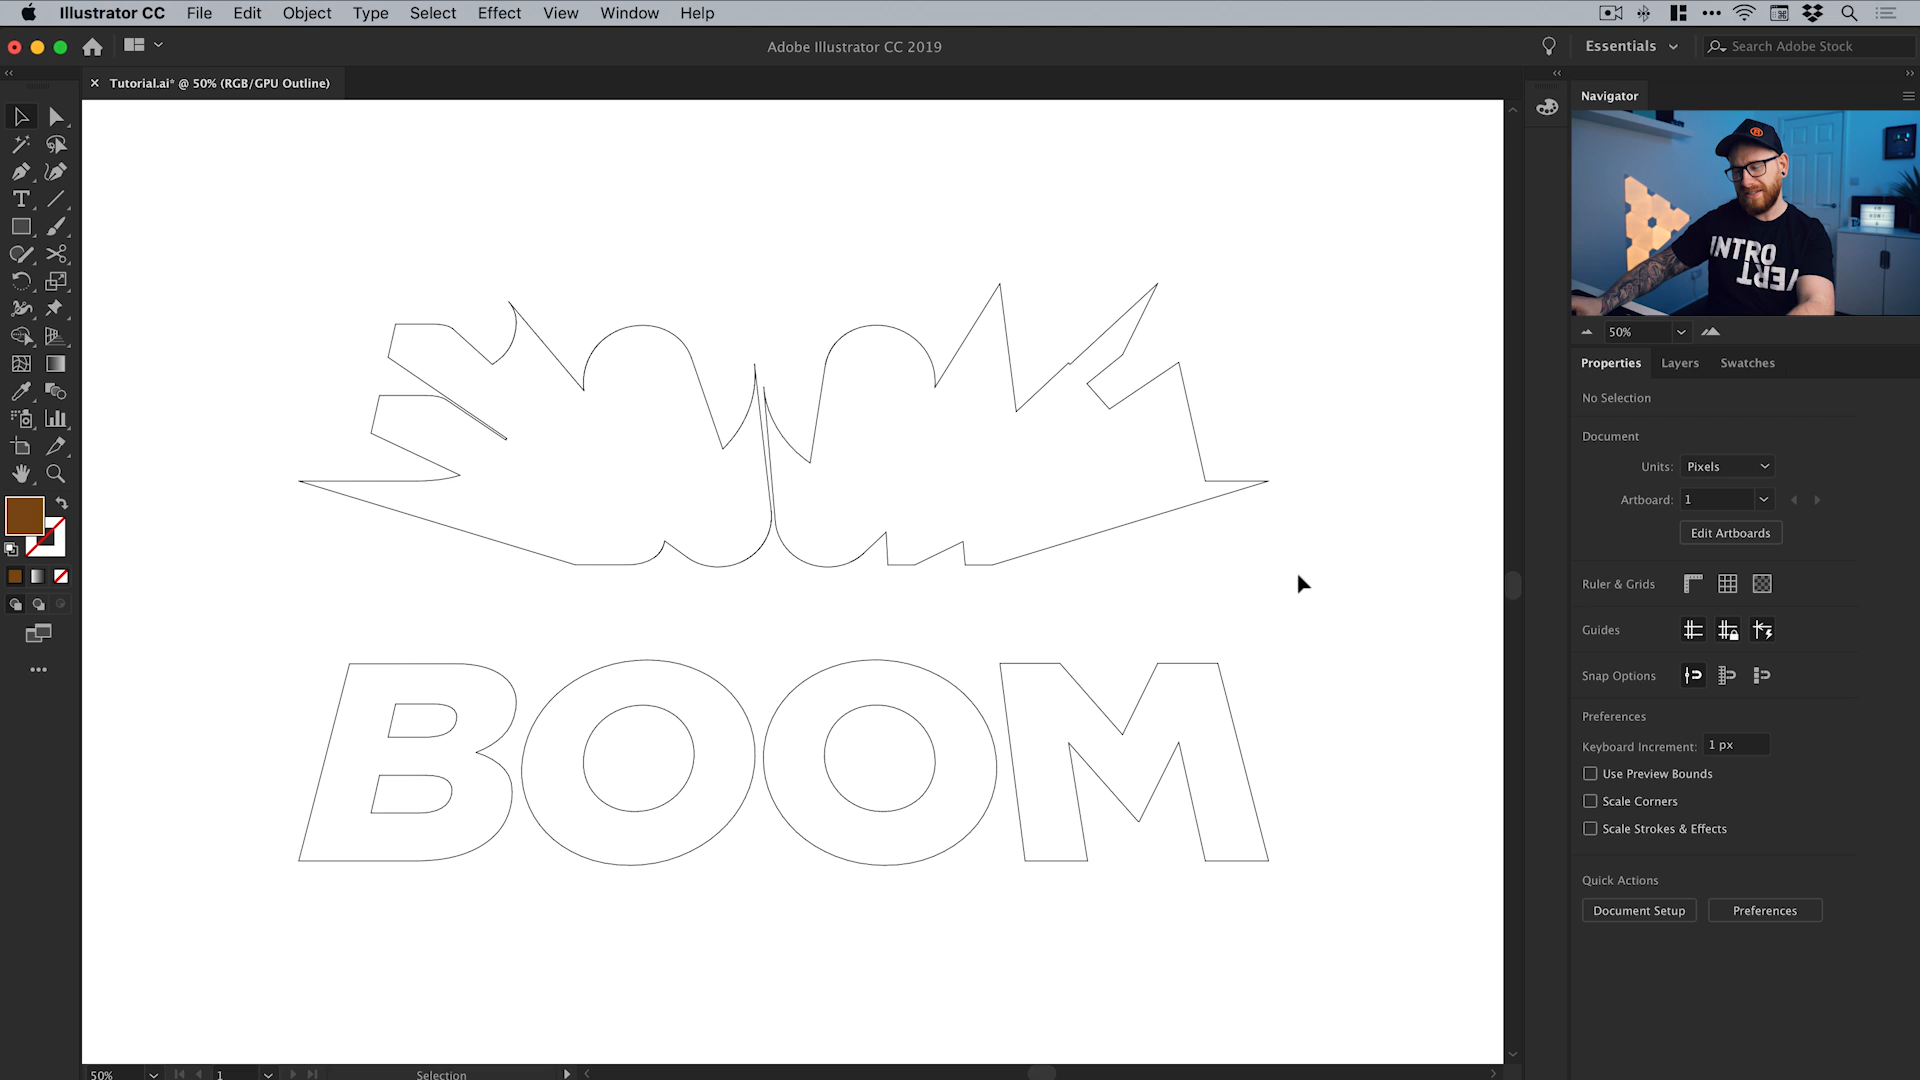 Illustrator CC File Edit Object Type Select Effect View Window Help
Adobe Illustrator CC 2019
Essentials
Search Adobe Stock
Tutorial.ai* @ 50% (RGB/GPU Outline)
Navigator
INTRO
VERT
50%
Properties Layers Swatches
No Selection
Document
Units: Pixels
Artboard: 1
Edit Artboards
Ruler & Grids
Guides
Snap Options
Preferences
Keyboard Increment: 1 px
Use Preview Bounds
Scale Corners
Scale Strokes & Effects
Quick Actions
Document Setup Preferences
BOOM
50% 1 Selection